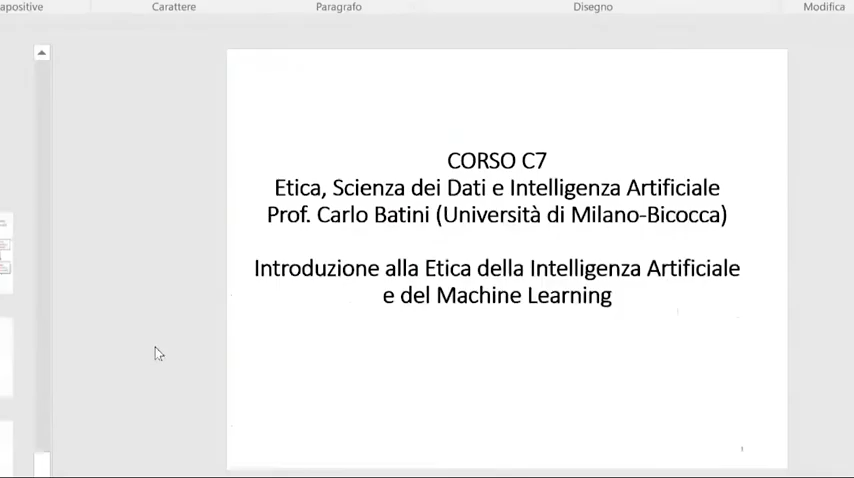 apositive Carattere Paragrafo Disegno Modifica
CORSO C7
Etica, Scienza dei Dati e Intelligenza Artificiale
Prof. Carlo Batini (Università di Milano-Bicocca)
Introduzione alla Etica della Intelligenza Artificiale
e del Machine Learning
1